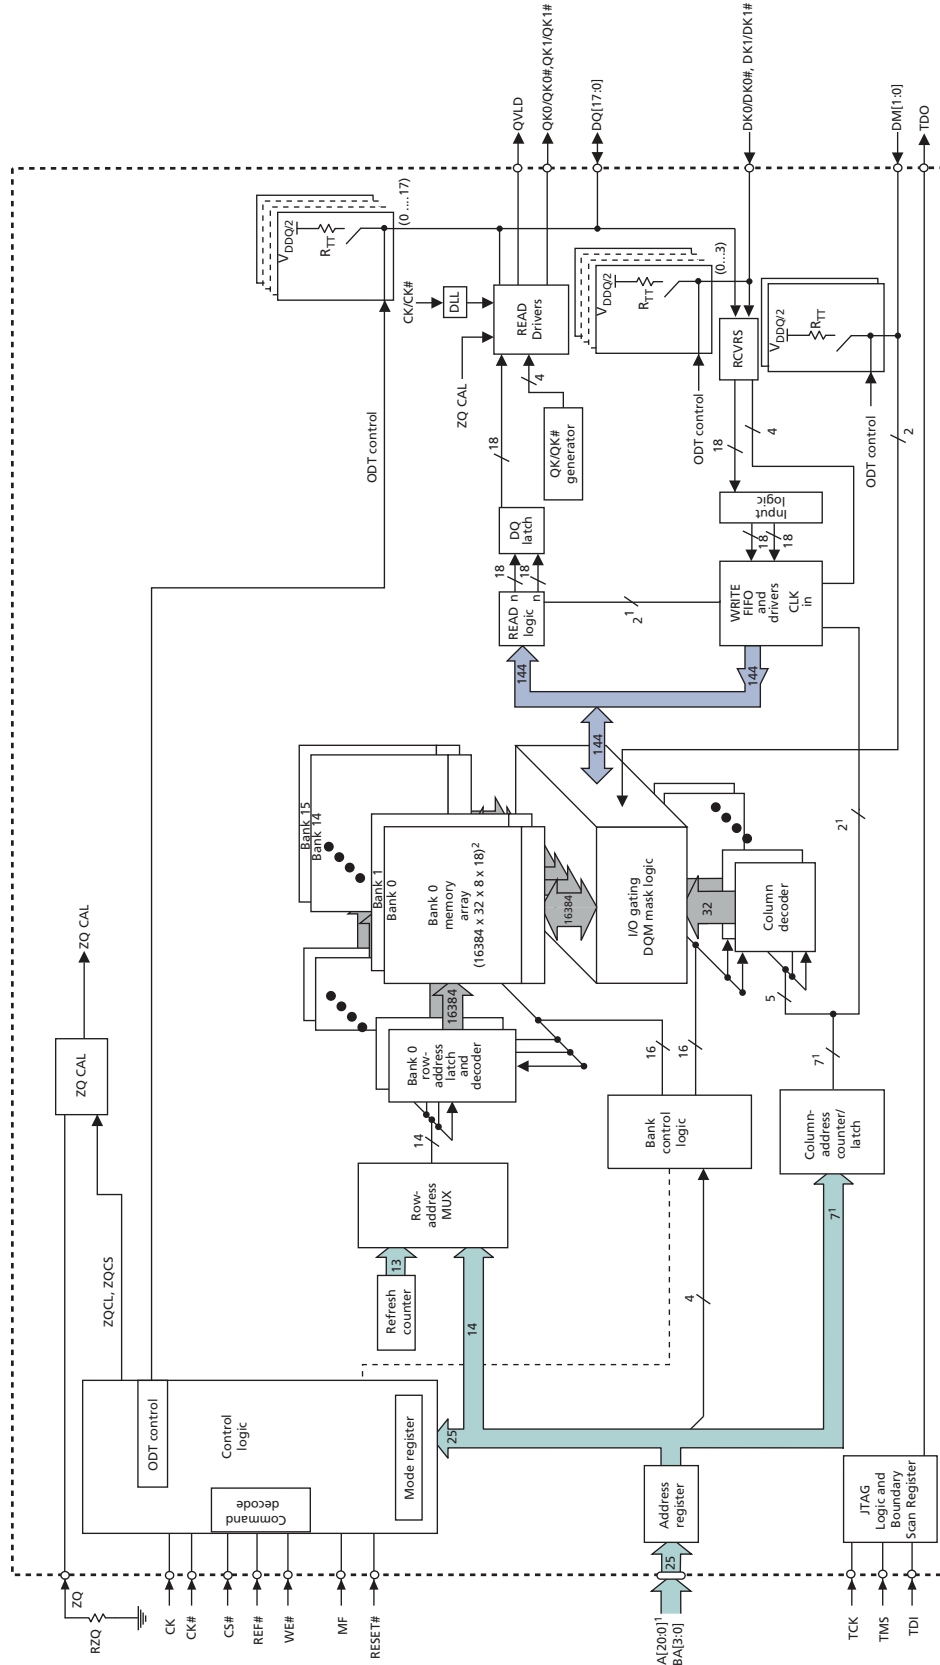 ZQ
RZQ
CK
CK#
CS#
REF#
WE#
MF
RESET#
A[20:0]¹
BA[3:0]
TCK
TMS
TDI
ODT control
Control
logic
Command
decode
Mode register
25
Address
register
25
JTAG
Logic and
Boundary
Scan Register
ZQCL, ZQCS
ZQ CAL
ZQ CAL
Refresh
counter
13
14
Row-
address
MUX
14
4
7¹
Bank
control
logic
16
16
Column-
address
counter/
latch
7¹
5
2¹
Bank 0
row-
address
latch
and
decoder
16384
Bank 15
Bank 14
Bank 1
Bank 0
Bank 0
memory
array
(16384 x 32 x 8 x 18)²
16384
I/O gating
DQM mask logic
32
Column
decoder
144
144
144
READ n
logic n
18
18
DQ
latch
18
2¹
WRITE
FIFO
and
drivers
CLK
in
18
18
Input
logic
18
4
RCVRS
QK/QK#
generator
4
ZQ CAL
CK/CK#
DLL
READ
Drivers
ODT control
VDDQ/2
RTT
(0 ....17)
ODT control
VDDQ/2
RTT
(0...3)
ODT control
VDDQ/2
RTT
2
QVLD
QK0/QK0#,QK1/QK1#
DQ[17:0]
DK0/DK0#, DK1/DK1#
DM[1:0]
TDO